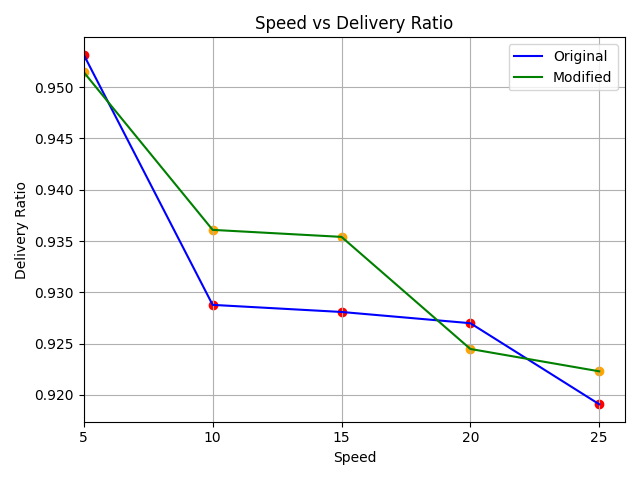 Speed vs Delivery Ratio
Original
Modified
Delivery Ratio
0.950
0.945
0.940
0.935
0.930
0.925
0.920
5 10 15 20 25
Speed